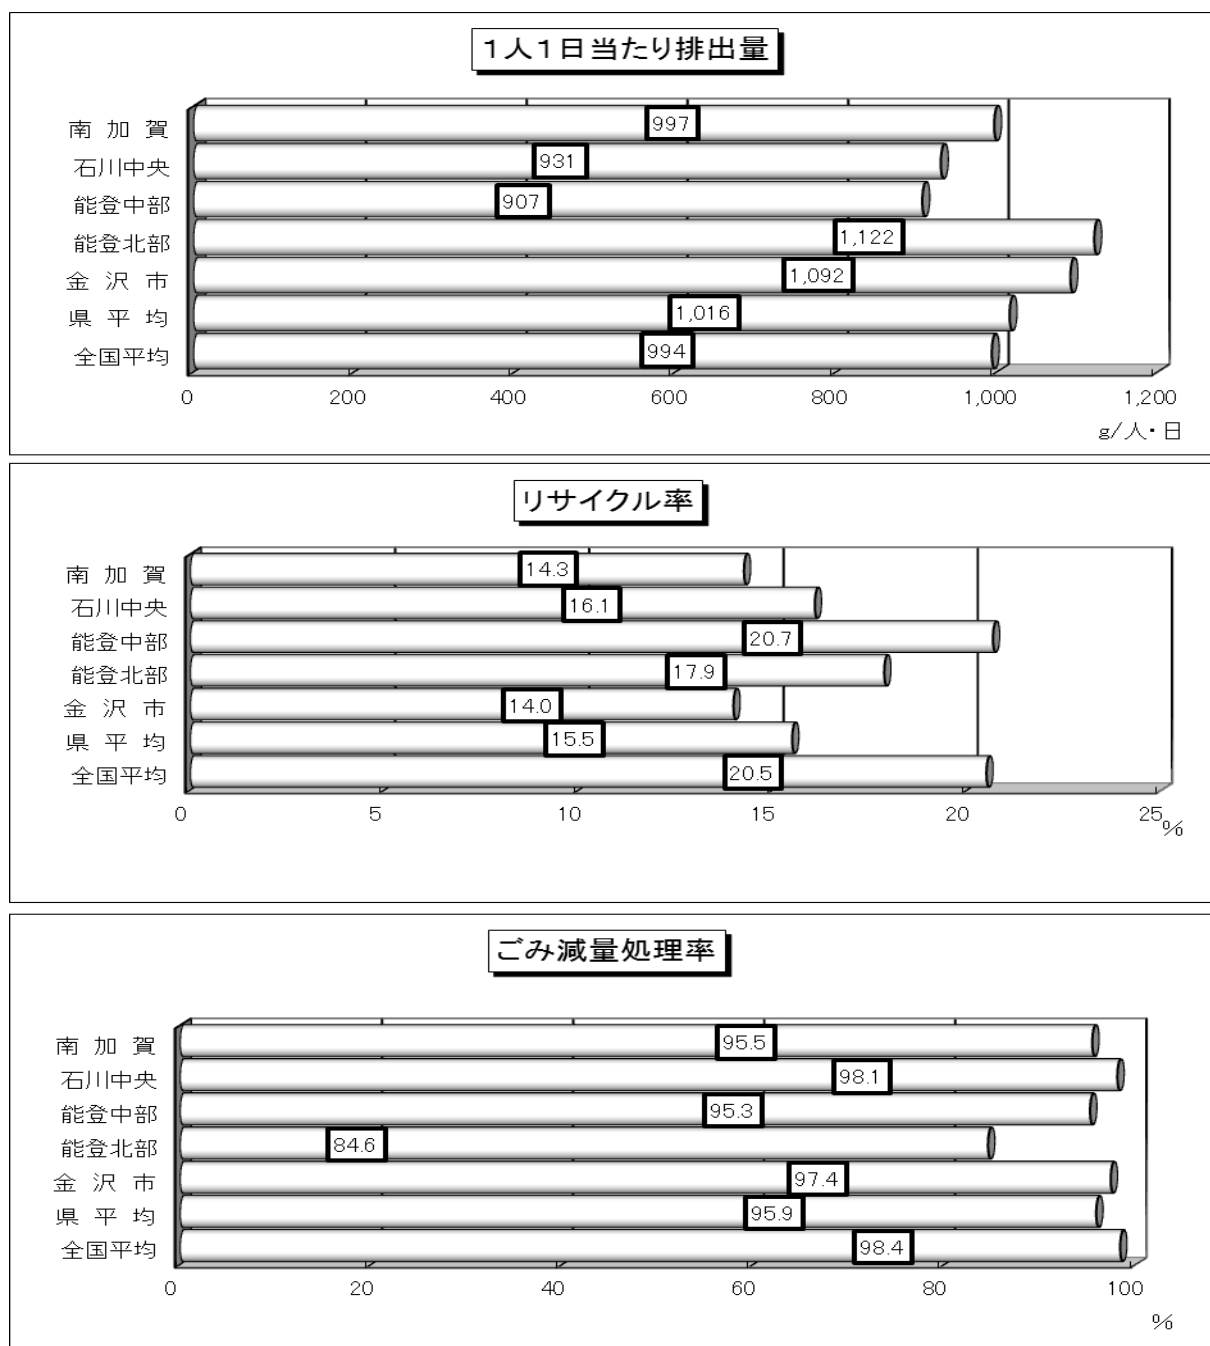 1人1日当たり排出量
南 加 賀 997
石川中央 931
能登中部 907
能登北部 1,122
金 沢 市 1,092
県 平 均 1,016
全国平均 994
0 200 400 600 800 1,000 1,200
g/人・日
リサイクル率
南 加 賀 14.3
石川中央 16.1
能登中部 20.7
能登北部 17.9
金 沢 市 14.0
県 平 均 15.5
全国平均 20.5
0 5 10 15 20 25
%
ごみ減量処理率
南 加 賀 95.5
石川中央 98.1
能登中部 95.3
能登北部 84.6
金 沢 市 97.4
県 平 均 95.9
全国平均 98.4
0 20 40 60 80 100
%